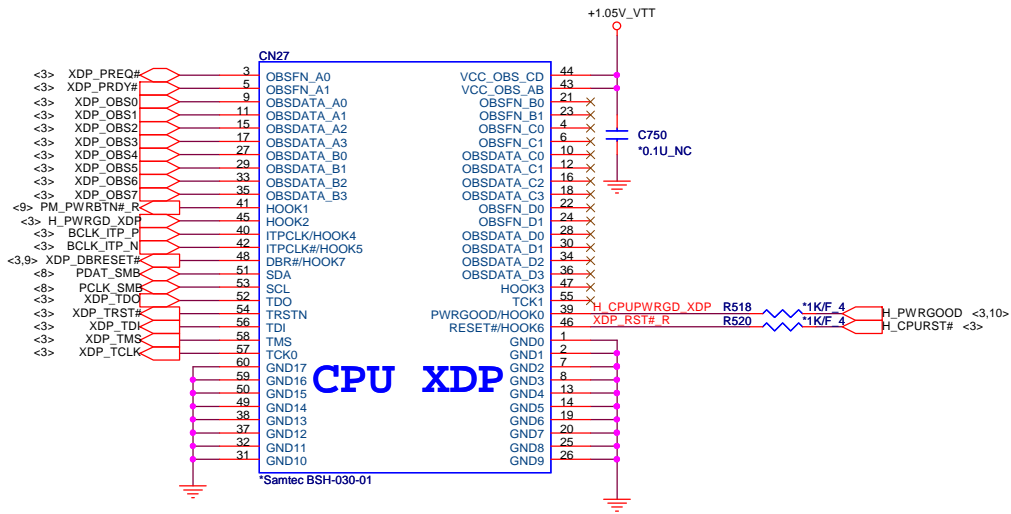 +1.05V_VTT
CN27
<3> XDP_PREQ# 3 OBSFN_A0 VCC_OBS_CD 44
<3> XDP_PRDY# 5 OBSFN_A1 VCC_OBS_AB 43
<3> XDP_OBS0 9 OBSDATA_A0 OBSFN_B0 21
<3> XDP_OBS1 11 OBSDATA_A1 OBSFN_B1 23
<3> XDP_OBS2 15 OBSDATA_A2 OBSFN_C0 4
<3> XDP_OBS3 17 OBSDATA_A3 OBSFN_C1 6
C750
<3> XDP_OBS4 27 OBSDATA_B0 OBSDATA_C0 10
*0.1U_NC
<3> XDP_OBS5 29 OBSDATA_B1 OBSDATA_C1 12
<3> XDP_OBS6 33 OBSDATA_B2 OBSDATA_C2 16
<3> XDP_OBS7 35 OBSDATA_B3 OBSDATA_C3 18
<9> PM_PWRBTN#_R 41 HOOK1 OBSFN_D0 22
<3> H_PWRGD_XDP 45 HOOK2 OBSFN_D1 24
<3> BCLK_ITP_P 40 ITPCLK/HOOK4 OBSDATA_D0 28
<3> BCLK_ITP_N 42 ITPCLK#/HOOK5 OBSDATA_D1 30
<3,9> XDP_DBRESET# 48 DBR#/HOOK7 OBSDATA_D2 34
<8> PDAT_SMB 51 SDA OBSDATA_D3 36
<8> PCLK_SMB 53 SCL HOOK3 47
<3> XDP_TDO 52 TDO TCK1 55
<3> XDP_TRST# 54 TRSTN PWRGOOD/HOOK0 39 H_CPUPWRGD_XDP R518 *1K/F_4 H_PWRGOOD <3,10>
<3> XDP_TDI 56 TDI RESET#/HOOK6 46 XDP_RST#_R R520 *1K/F_4 H_CPURST# <3>
<3> XDP_TMS 58 TMS GND0 1
<3> XDP_TCLK 57 TCK0 GND1 2
60 GND17 GND2 7
59 GND16 GND3 8
CPU XDP
50 GND15 GND4 13
49 GND14 GND5 14
38 GND13 GND6 19
37 GND12 GND7 20
32 GND11 GND8 25
31 GND10 GND9 26
*Samtec BSH-030-01